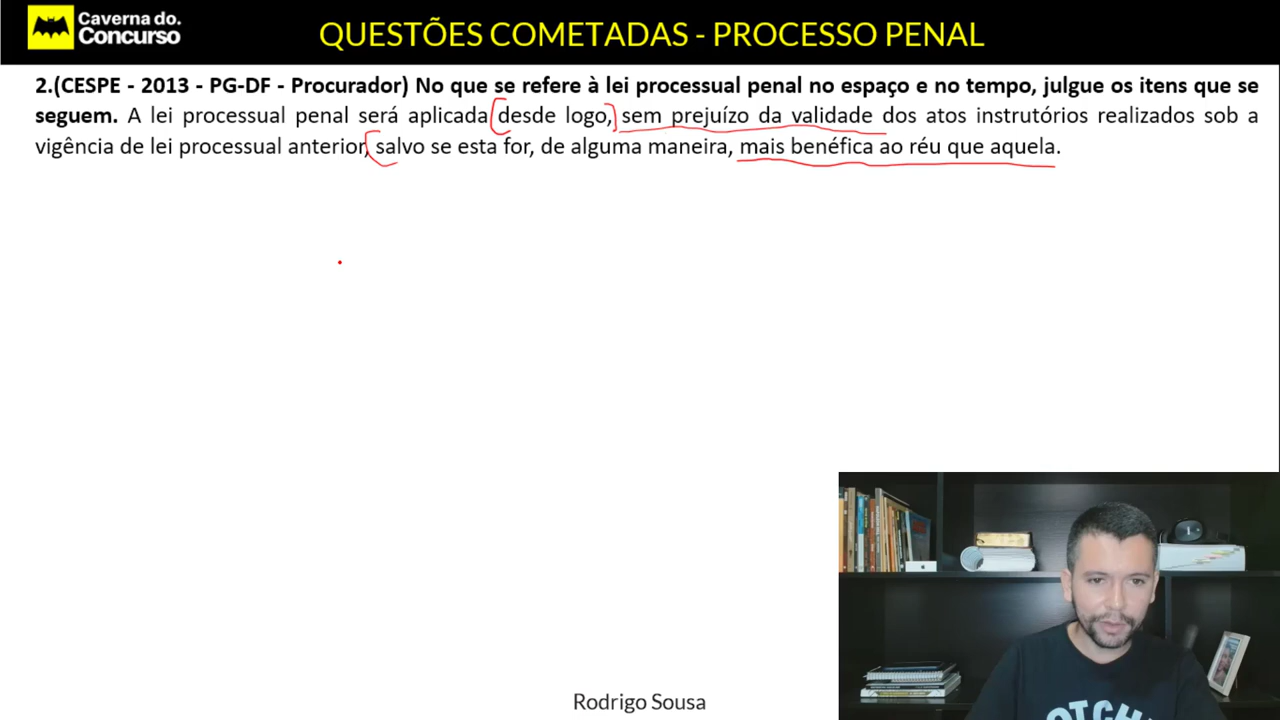 Caverna do.
Concurso
QUESTÕES COMETADAS - PROCESSO PENAL
2.(CESPE - 2013 - PG-DF - Procurador) No que se refere à lei processual penal no espaço e no tempo, julgue os itens que se
seguem. A lei processual penal será aplicada desde logo, sem prejuízo da validade dos atos instrutórios realizados sob a
vigência de lei processual anterior, salvo se esta for, de alguma maneira, mais benéfica ao réu que aquela.
Rodrigo Sousa